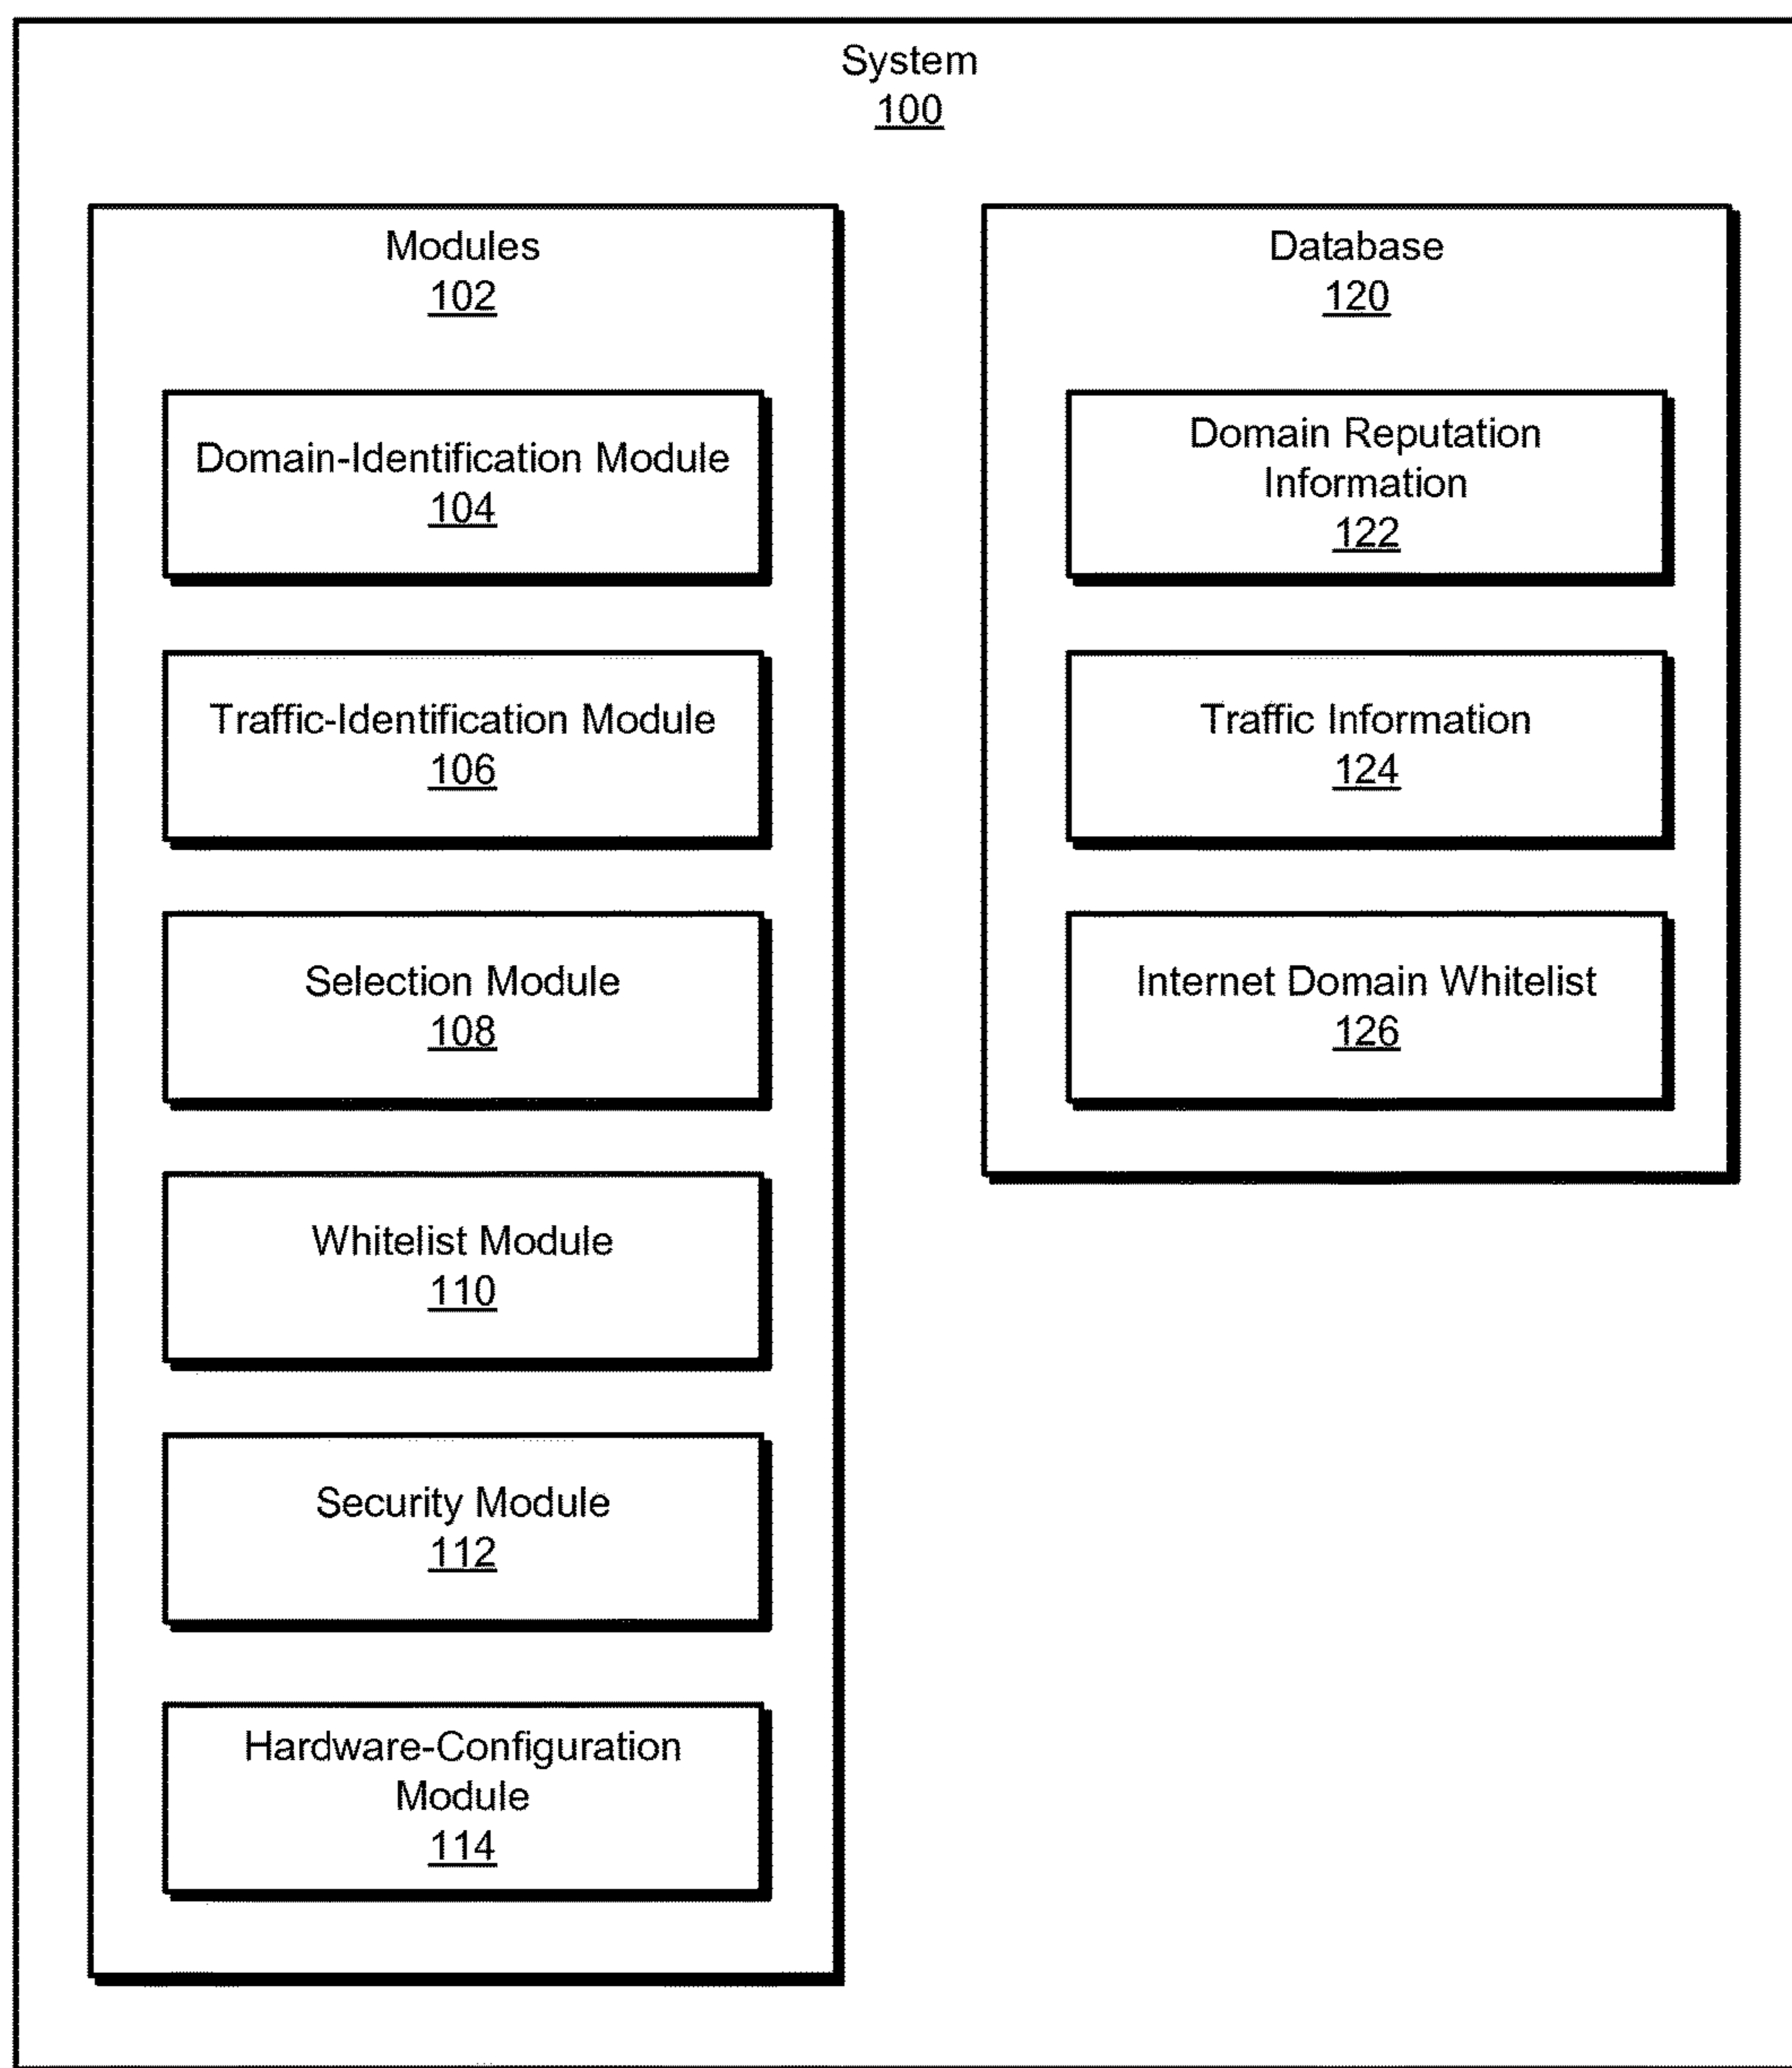 System
100
Modules
102
Domain-Identification Module
104
Traffic-Identification Module
106
Selection Module
108
Whitelist Module
110
Security Module
112
Hardware-Configuration
Module
114
Database
120
Domain Reputation
Information
122
Traffic Information
124
Internet Domain Whitelist
126